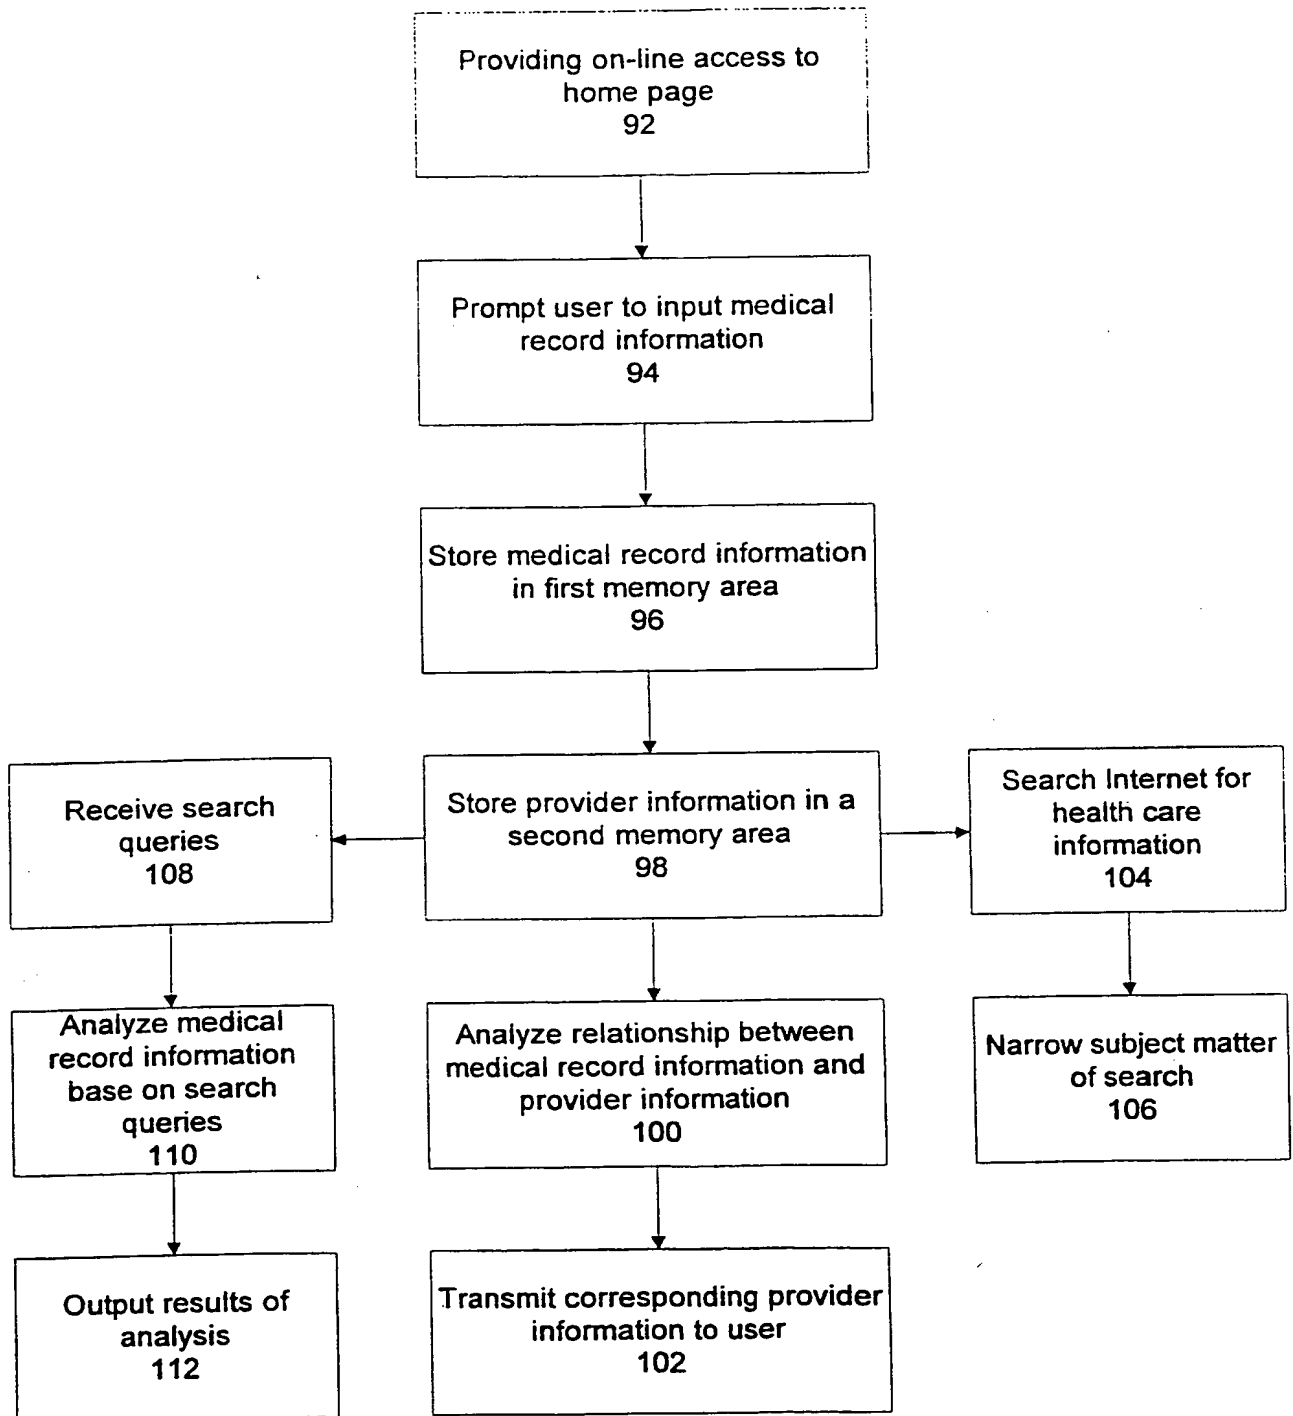 Providing on-line access to
home page
92
Prompt user to input medical
record information
94
Store medical record information
in first memory area
96
Store provider information in a
second memory area
98
Receive search
queries
108
Search Internet for
health care
information
104
Analyze medical
record information
base on search
queries
110
Analyze relationship between
medical record information and
provider information
100
Narrow subject matter
of search
106
Output results of
analysis
112
Transmit corresponding provider
information to user
102